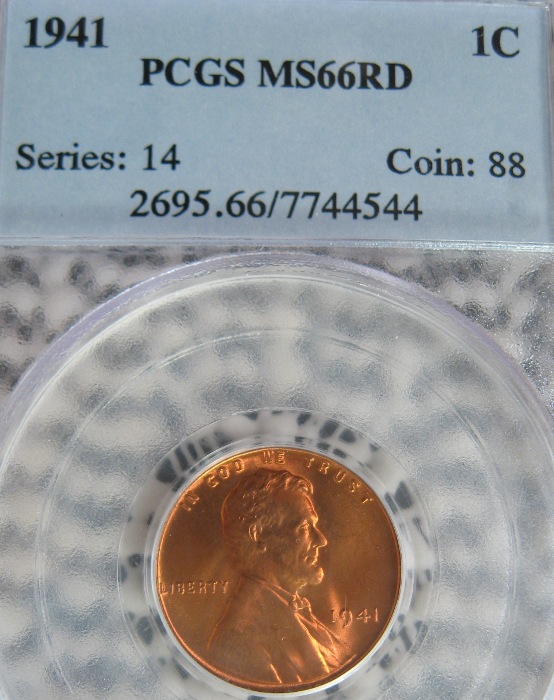 1941 1C
PCGS MS66RD
Series: 14 Coin: 88
2695.66/7744544
IN GOD WE TRUST
LIBERTY 1941